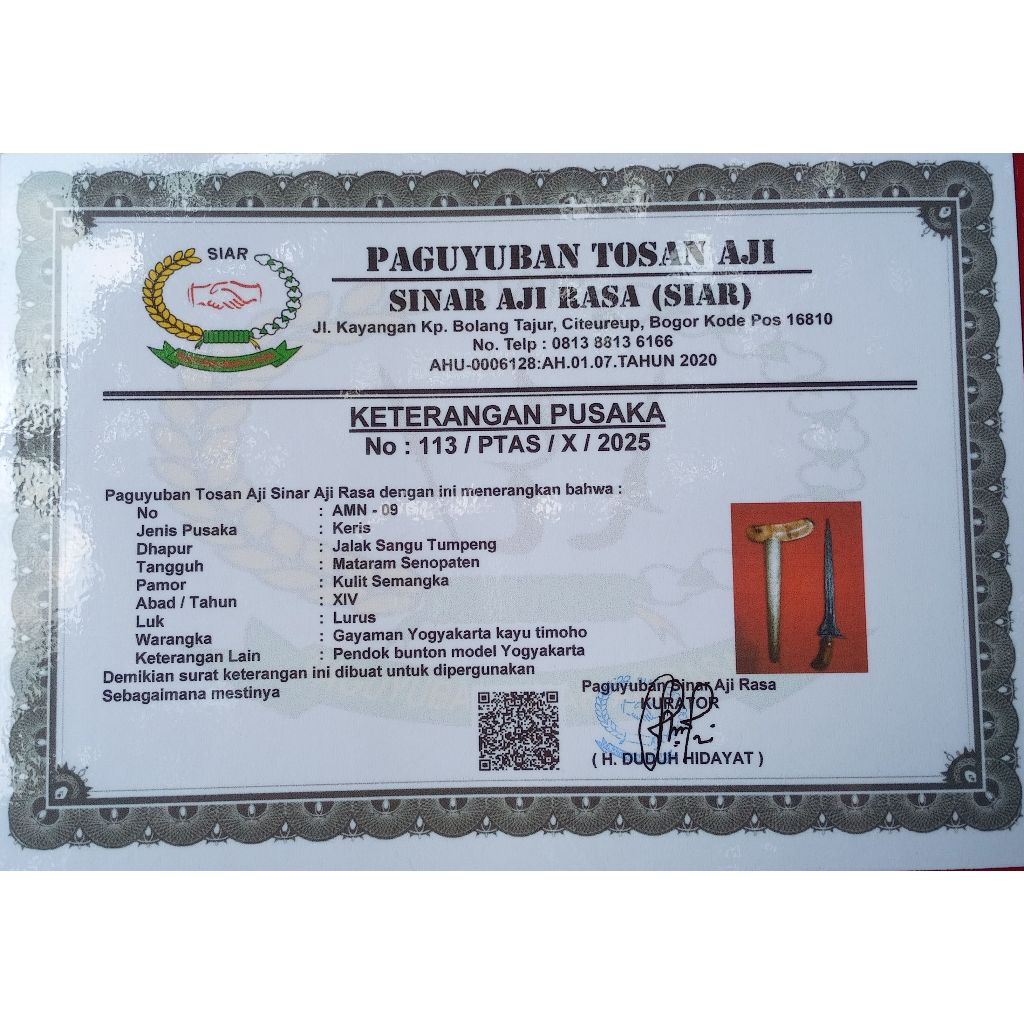 SIAR
PAGUYUBAN TOSAN AJI
SINAR AJI RASA (SIAR)
Jl. Kayangan Kp. Bolang Tajur, Citeureup, Bogor Kode Pos 16810
No. Telp : 0813 8813 6166
AHU-0006128:AH.01.07.TAHUN 2020
KETERANGAN PUSAKA
No : 113 / PTAS / X / 2025
Paguyuban Tosan Aji Sinar Aji Rasa dengan ini menerangkan bahwa :
No : AMN - 09
Jenis Pusaka : Keris
Dhapur : Jalak Sangu Tumpeng
Tangguh : Mataram Senopaten
Pamor : Kulit Semangka
Abad / Tahun : XIV
Luk : Lurus
Warangka : Gayaman Yogyakarta kayu timoho
Keterangan Lain : Pendok bunton model Yogyakarta
Demikian surat keterangan ini dibuat untuk dipergunakan
Sebagaimana mestinya
Paguyuban Sinar Aji Rasa
KURATOR
( H. DUDUH HIDAYAT )